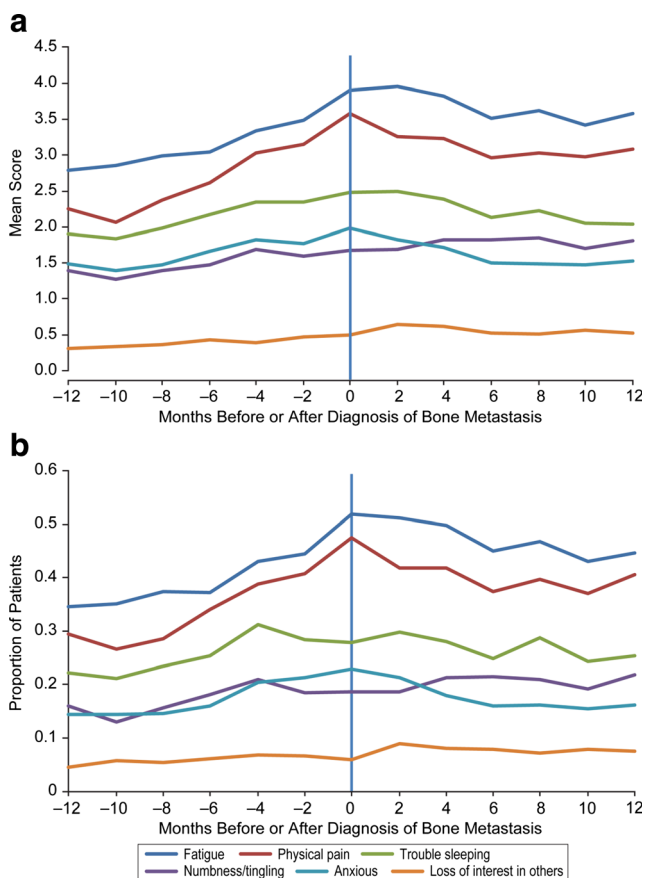 a
4.5
4.0
3.5
3.0
2.5
2.0
1.5
1.0
0.5
0.0
Mean Score
–12 –10 –8 –6 –4 –2 0 2 4 6 8 10 12
Months Before or After Diagnosis of Bone Metastasis
b
0.6
0.5
0.4
0.3
0.2
0.1
0
Proportion of Patients
–12 –10 –8 –6 –4 –2 0 2 4 6 8 10 12
Months Before or After Diagnosis of Bone Metastasis
Fatigue Physical pain Trouble sleeping
Numbness/tingling Anxious Loss of interest in others